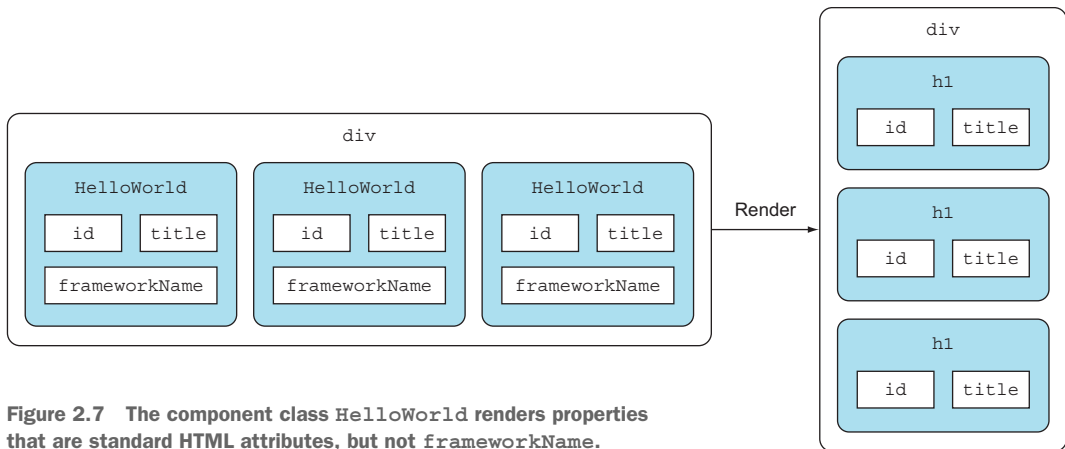 div
HelloWorld
id title
frameworkName
HelloWorld
id title
frameworkName
HelloWorld
id title
frameworkName
Render
div
h1
id title
h1
id title
h1
id title
Figure 2.7 The component class HelloWorld renders properties
that are standard HTML attributes, but not frameworkName.